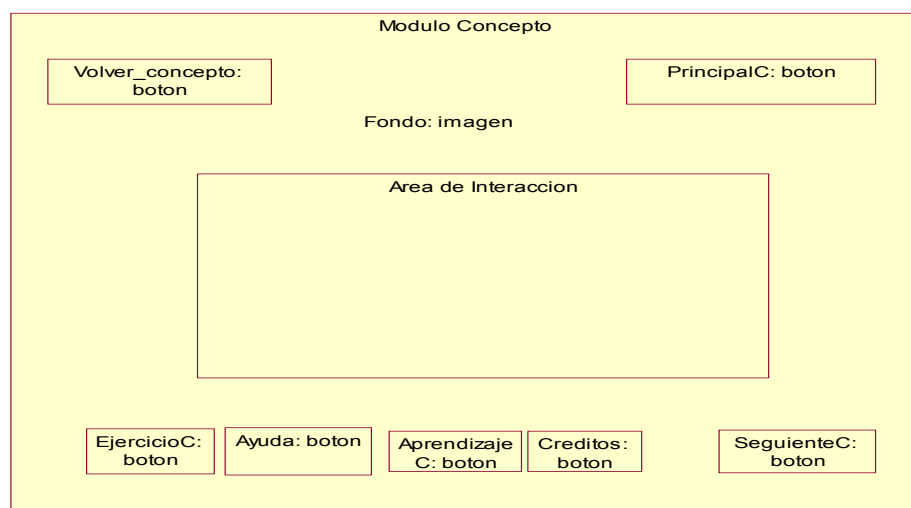 Modulo Concepto
Volver_concepto:
boton
PrincipalC: boton
Fondo: imagen
Area de Interaccion
EjercicioC:
boton
Ayuda: boton
Aprendizaje
C: boton
Creditos:
boton
SeguienteC:
boton